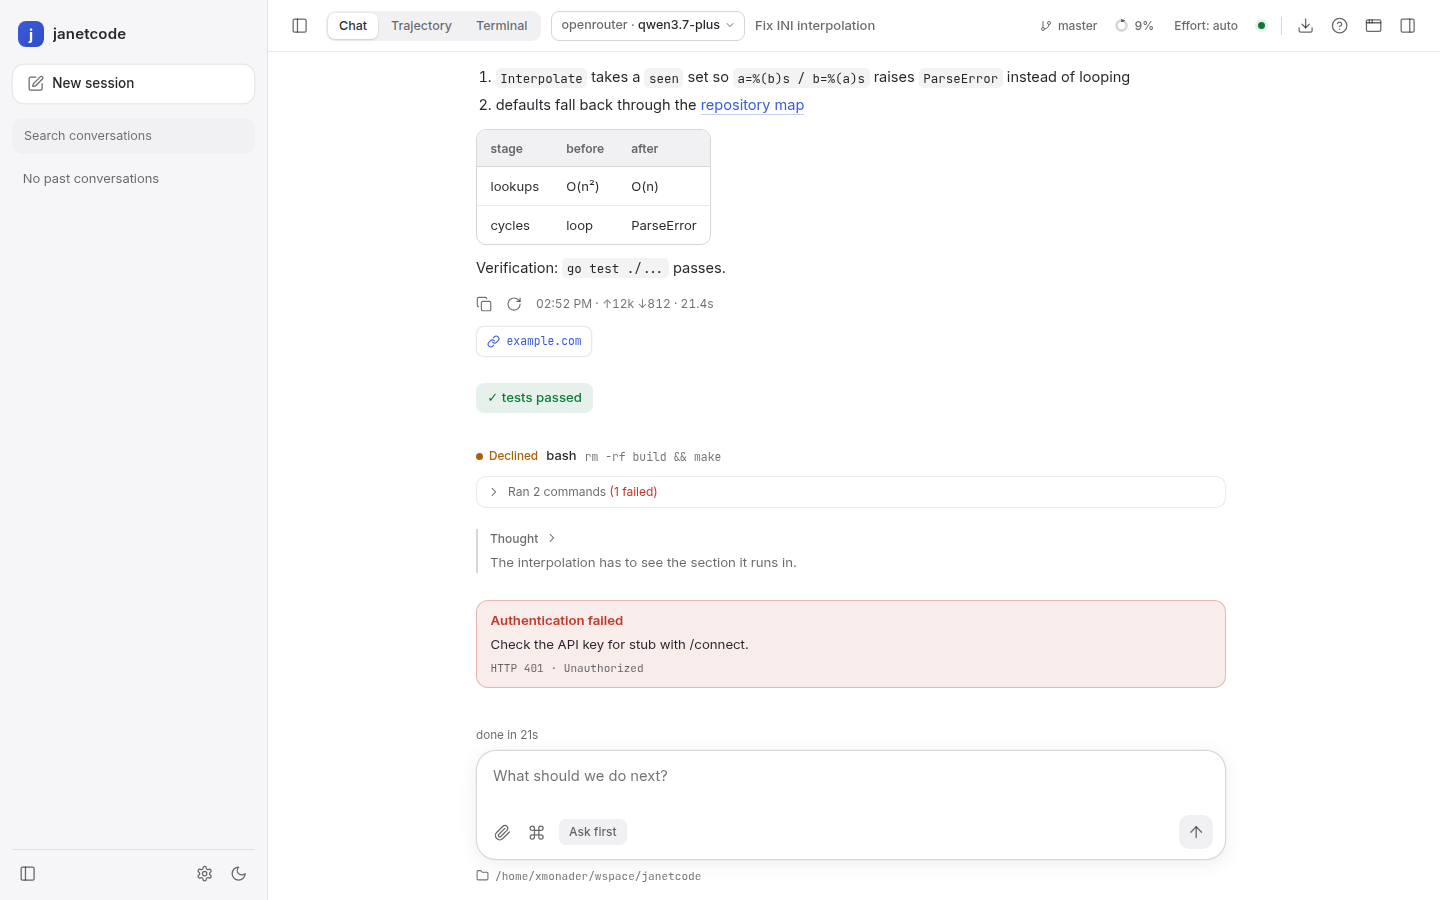 j janetcode
New session
Search conversations
No past conversations
Chat Trajectory Terminal openrouter · qwen3.7-plus Fix INI interpolation master 9% Effort: auto
1. Interpolate takes a seen set so a=%(b)s / b=%(a)s raises ParseError instead of looping
2. defaults fall back through the repository map
stage before after
lookups O(n²) O(n)
cycles loop ParseError
Verification: go test ./... passes.
02:52 PM · ↑12k ↓812 · 21.4s
example.com
✓ tests passed
Declined bash rm -rf build && make
Ran 2 commands (1 failed)
Thought
The interpolation has to see the section it runs in.
Authentication failed
Check the API key for stub with /connect.
HTTP 401 · Unauthorized
done in 21s
What should we do next?
Ask first
/home/xmonader/wspace/janetcode